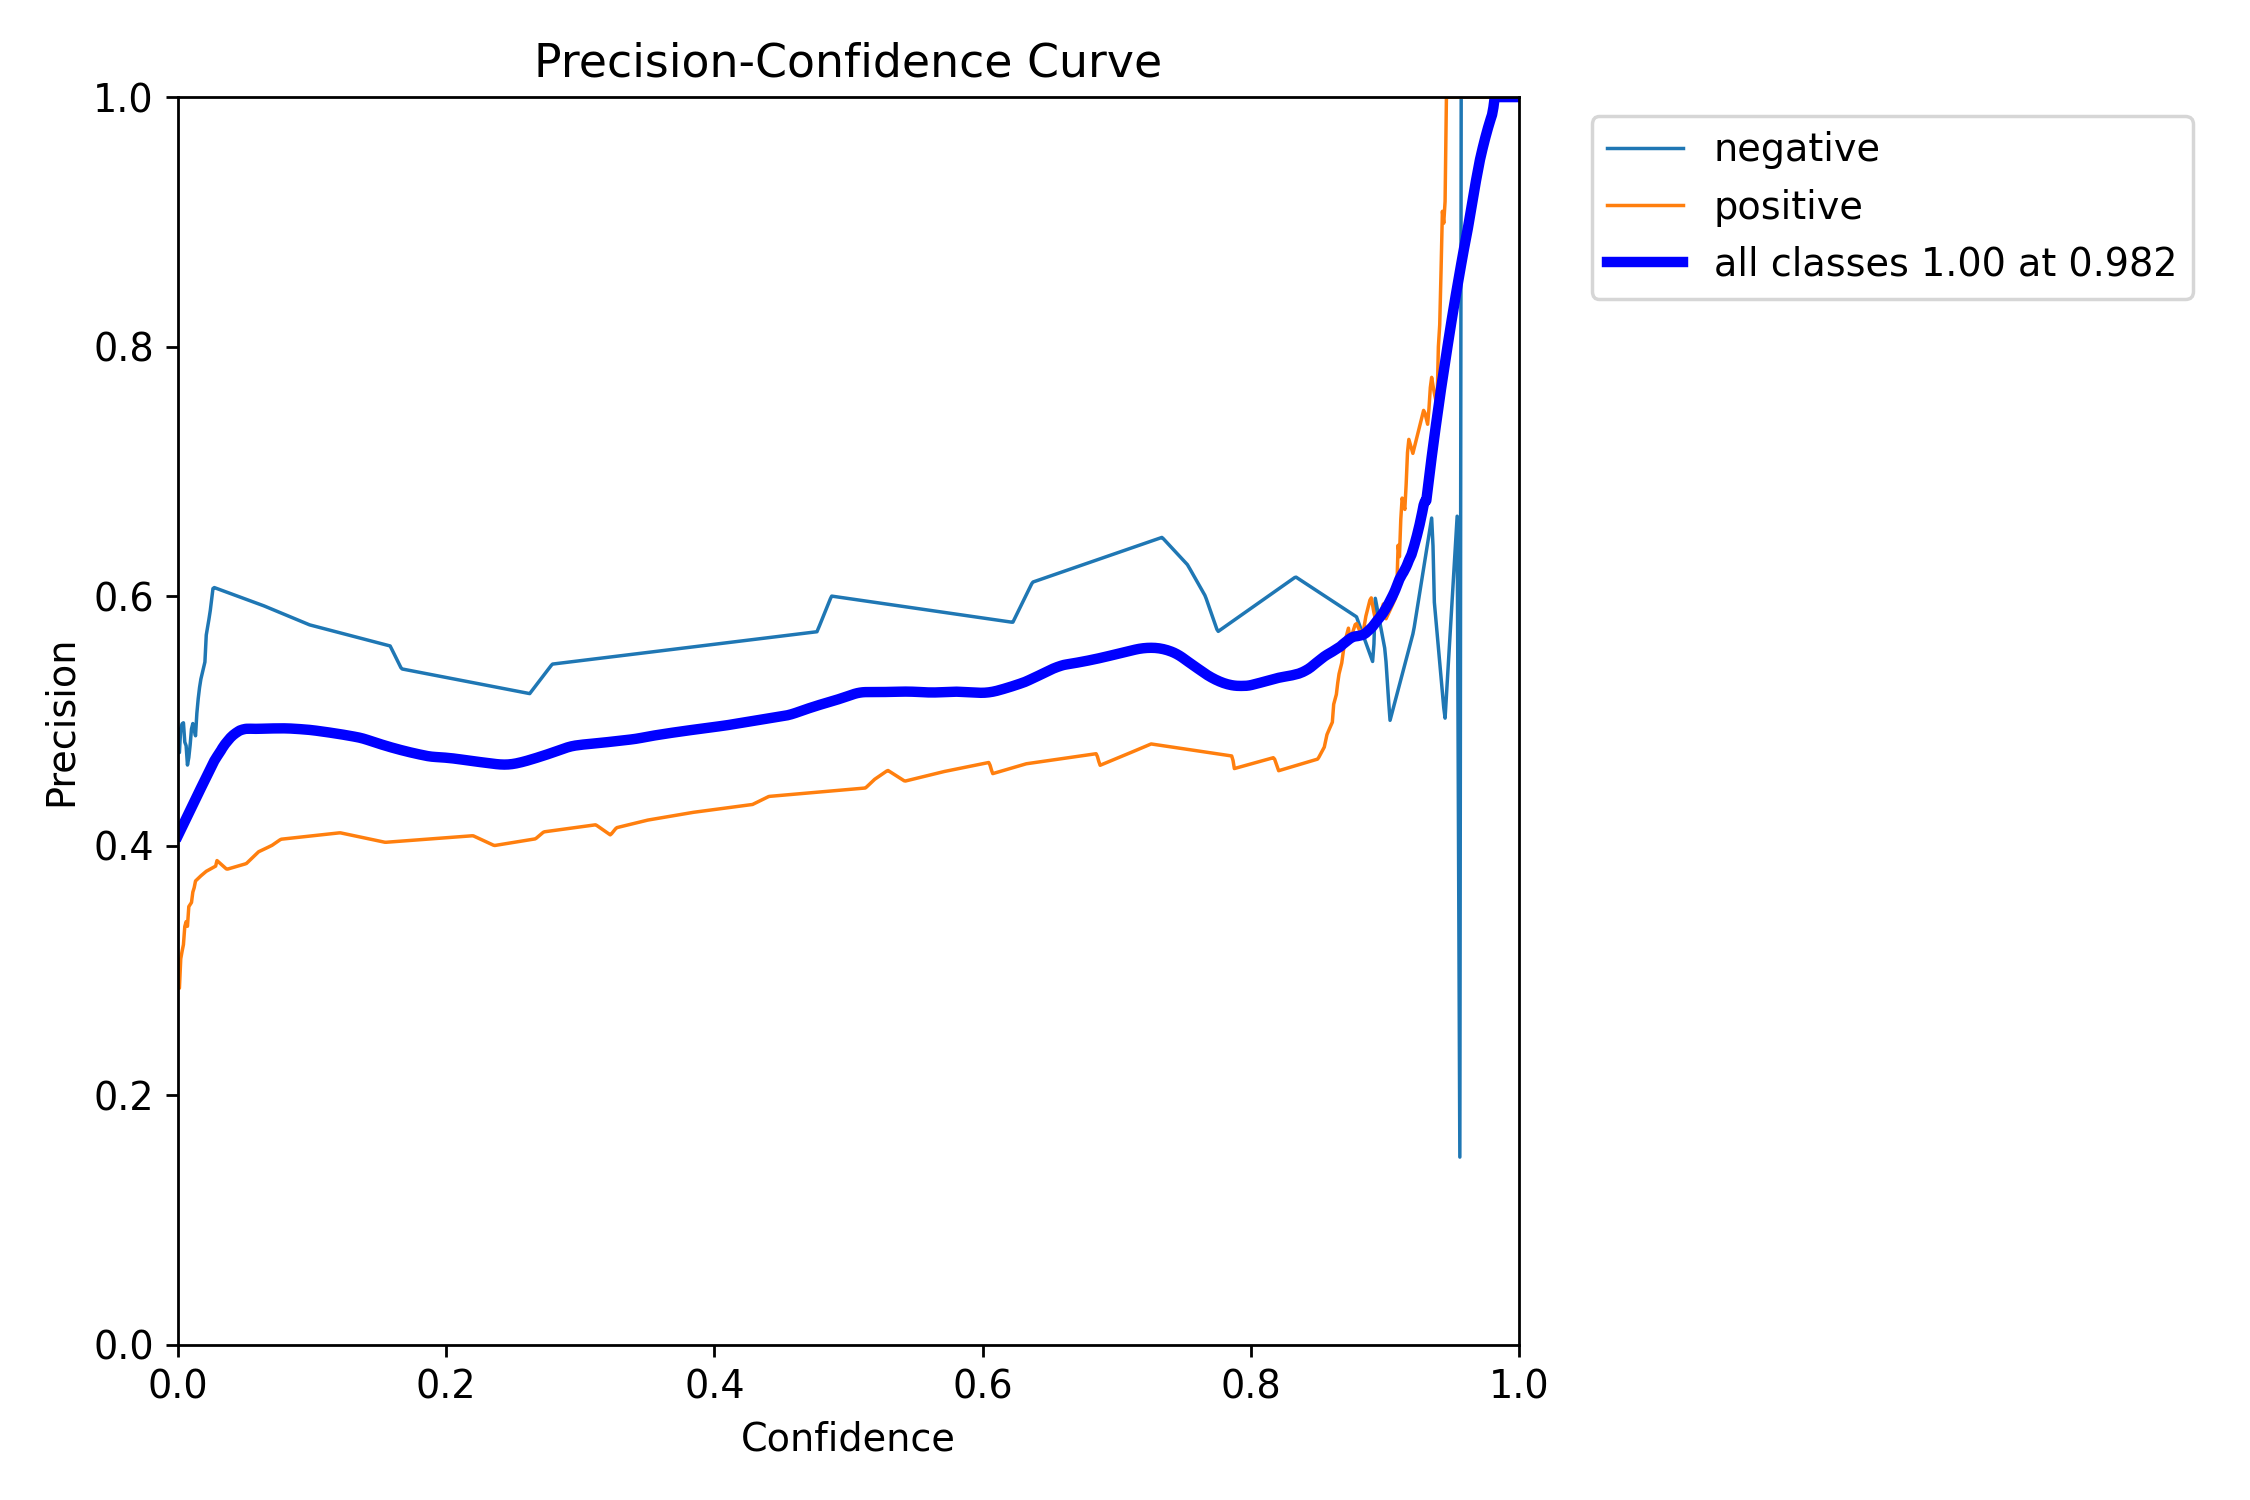 Precision-Confidence Curve
negative
positive
all classes 1.00 at 0.982
Precision
1.0
0.8
0.6
0.4
0.2
0.0
0.0 0.2 0.4 0.6 0.8 1.0
Confidence